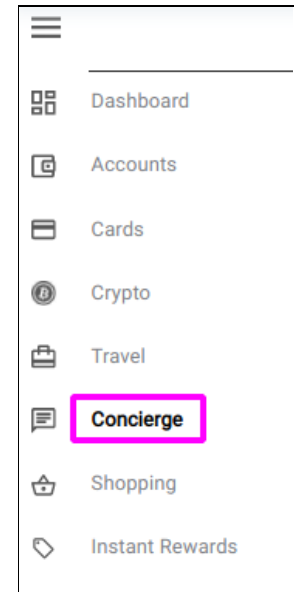 Dashboard
Accounts
Cards
Crypto
Travel
Concierge
Shopping
Instant Rewards